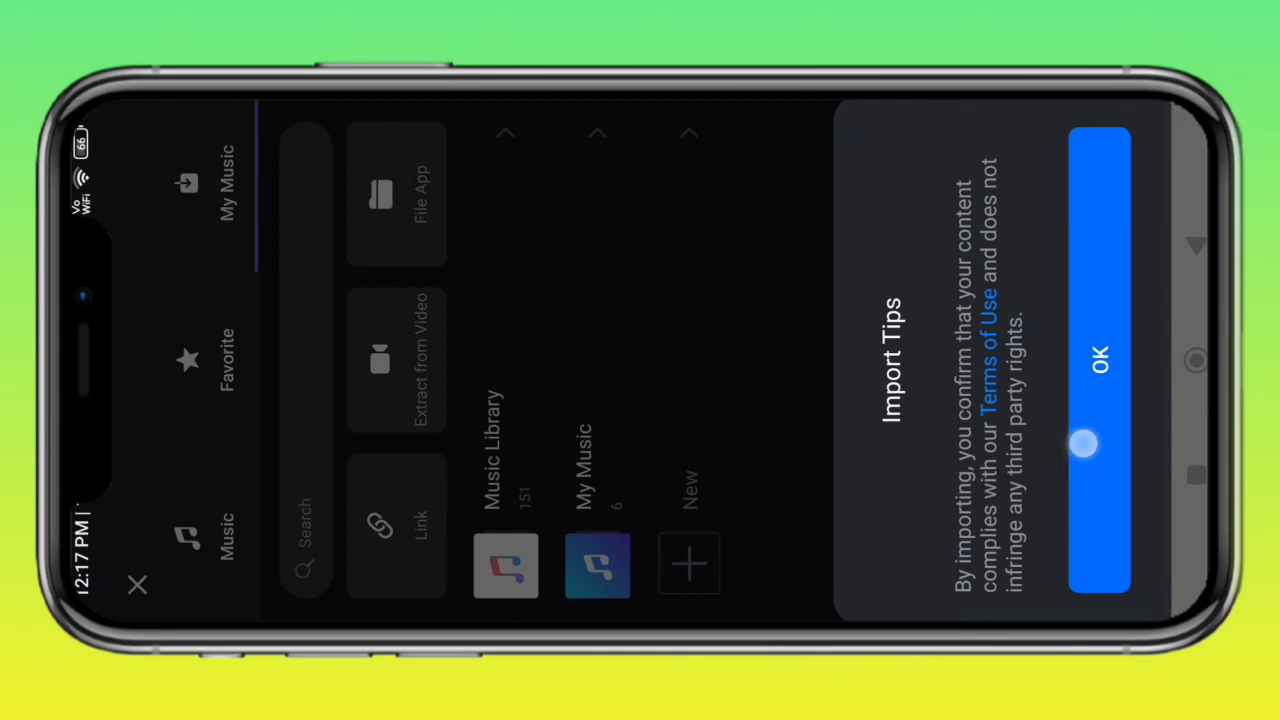 12:17 PM |
Vo
WiFi
66
Music
Favorite
My Music
Search
Link
Extract from Video
File App
Music Library
151
My Music
6
New
Import Tips
By importing, you confirm that your content
complies with our Terms of Use and does not
infringe any third party rights.
OK